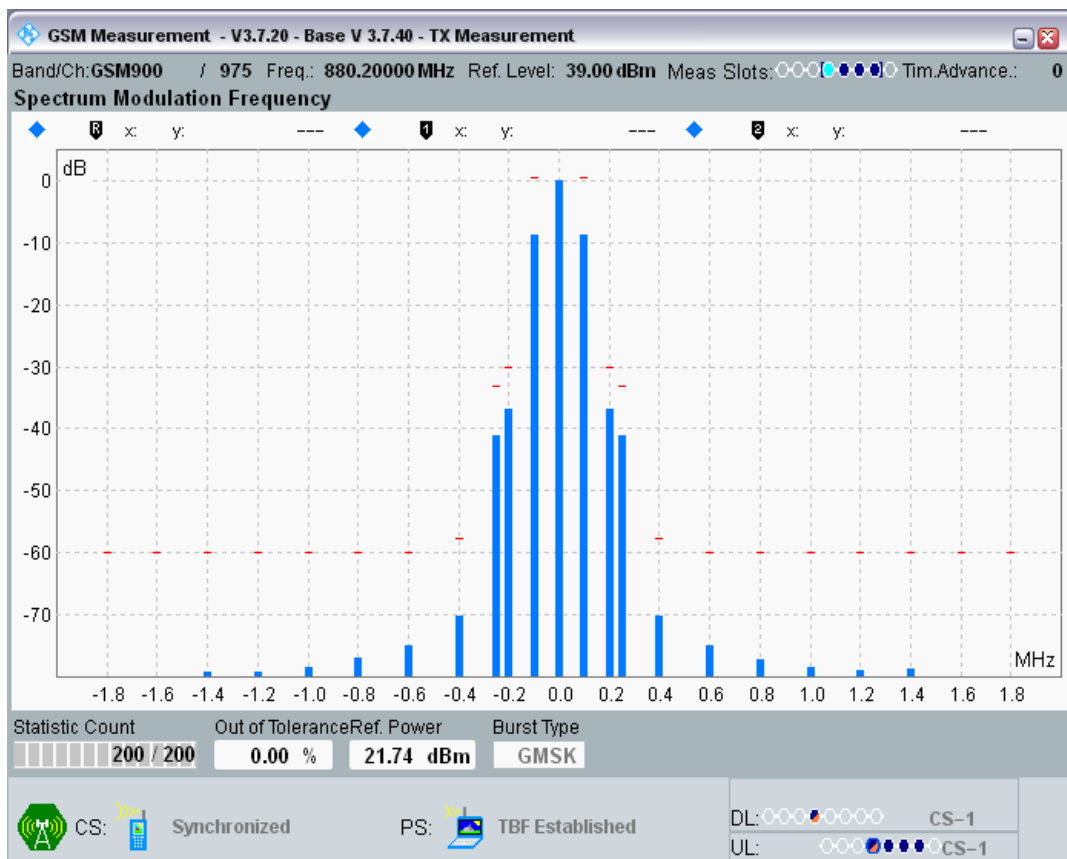 GSM Measurement - V3.7.20 - Base V 3.7.40 - TX Measurement
Band/Ch:GSM900 / 975 Freq.: 880.20000 MHz Ref. Level: 39.00 dBm Meas Slots: Tim.Advance.: 0
Spectrum Modulation Frequency
R x: y: --- 1 x: y: --- 2 x: y: ---
dB
0
-10
-20
-30
-40
-50
-60
-70
MHz
-1.8 -1.6 -1.4 -1.2 -1.0 -0.8 -0.6 -0.4 -0.2 0.0 0.2 0.4 0.6 0.8 1.0 1.2 1.4 1.6 1.8
Statistic Count Out of Tolerance Ref. Power Burst Type
200 / 200 0.00 % 21.74 dBm GMSK
CS: Synchronized PS: TBF Established
DL: CS-1
UL: CS-1